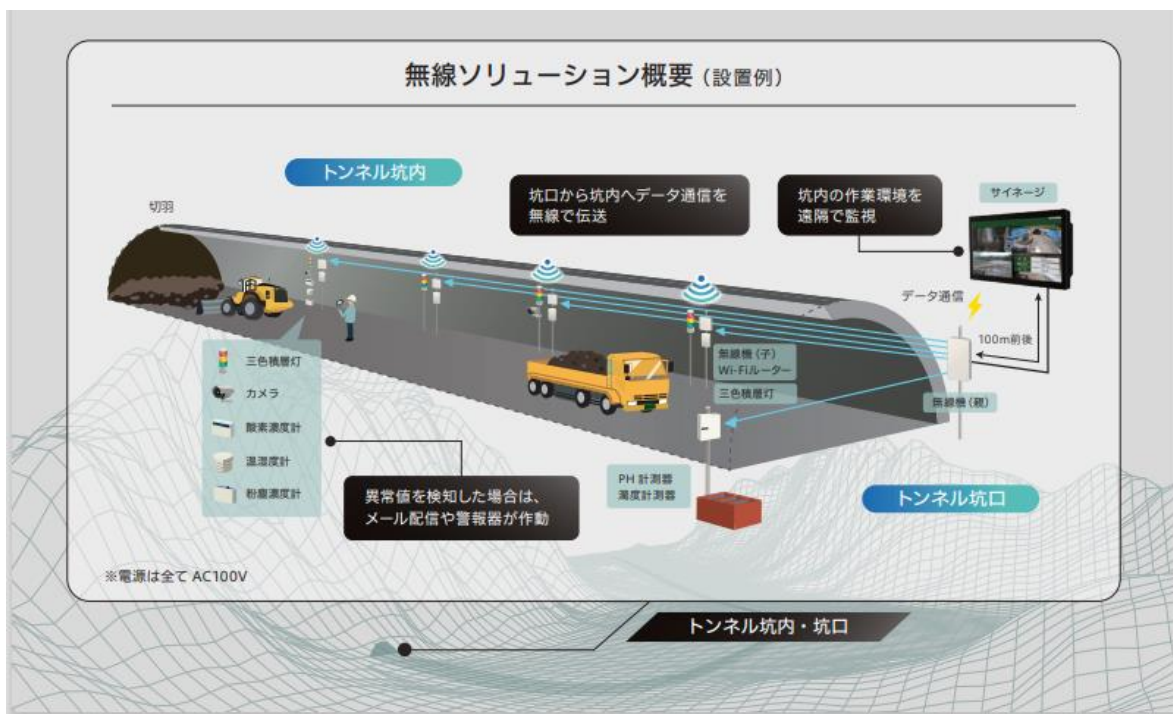 無線ソリューション概要（設置例）
トンネル坑内
坑口から坑内へデータ通信を
無線で伝送
坑内の作業環境を
遠隔で監視
サイネージ
切羽
データ通信
100m前後
無線機（子）
Wi-Fiルーター
三色積層灯
無線機（親）
三色積層灯
カメラ
酸素濃度計
温湿度計
粉塵濃度計
異常値を検知した場合は、
メール配信や警報器が作動
PH 計測器
濁度計測器
トンネル坑口
※電源は全て AC100V
トンネル坑内・坑口